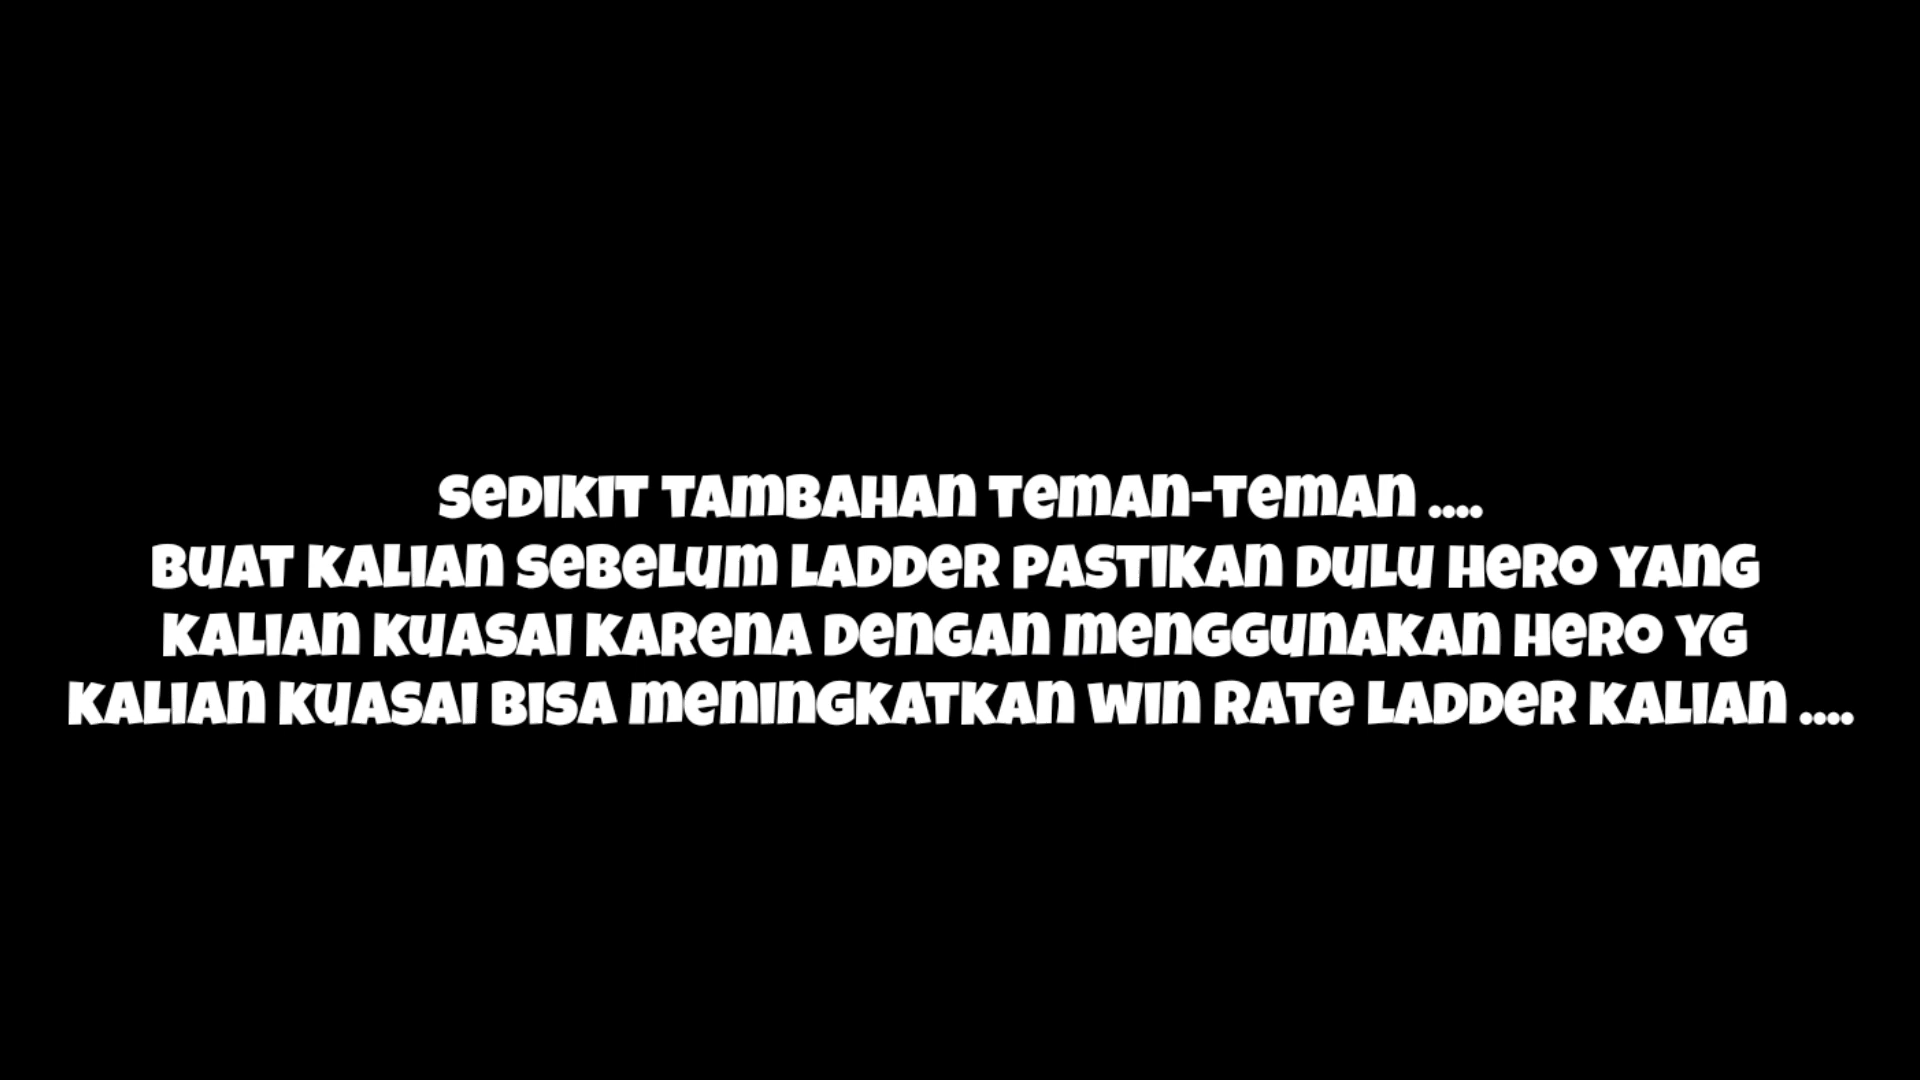 Sedikit tambahan teman-teman ....
Buat kalian sebelum ladder pastikan dulu hero yang
kalian kuasai karena dengan menggunakan hero yg
kalian kuasai bisa meningkatkan win rate ladder kalian ....